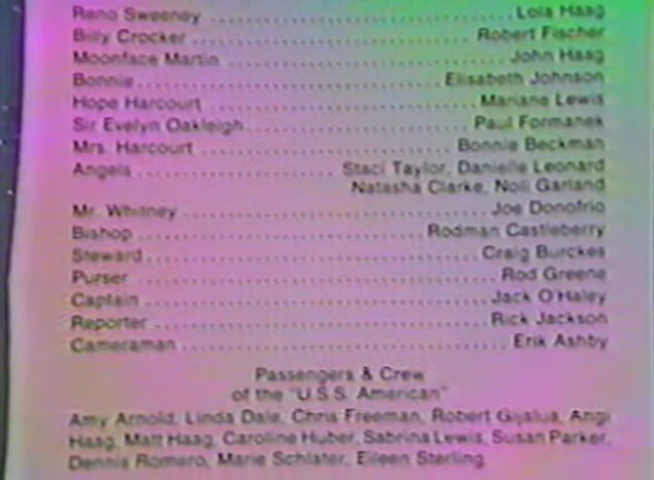 Reno Sweeney ........................ Lola Haag
Billy Crocker ........................ Robert Fischer
Moonface Martin ........................ John Haag
Bonnie ........................ Elisabeth Johnson
Hope Harcourt ........................ Mariane Lewis
Sir Evelyn Oakleigh ........................ Paul Formanek
Mrs. Harcourt ........................ Bonnie Beckman
Angels ........................ Staci Taylor, Danielle Leonard
Natasha Clarke, Noli Garland
Mr. Whitney ........................ Joe Donofrio
Bishop ........................ Rodman Castleberry
Steward ........................ Craig Burckes
Purser ........................ Rod Greene
Captain ........................ Jack O'Haley
Reporter ........................ Rick Jackson
Cameraman ........................ Erik Ashby
Passengers & Crew
of the "U.S.S. American"
Amy Arnold, Linda Dale, Chris Freeman, Robert Gijalua, Angi
Haag, Matt Haag, Caroline Huber, Sabrina Lewis, Susan Parker,
Dennis Romero, Marie Schlater, Eileen Sterling